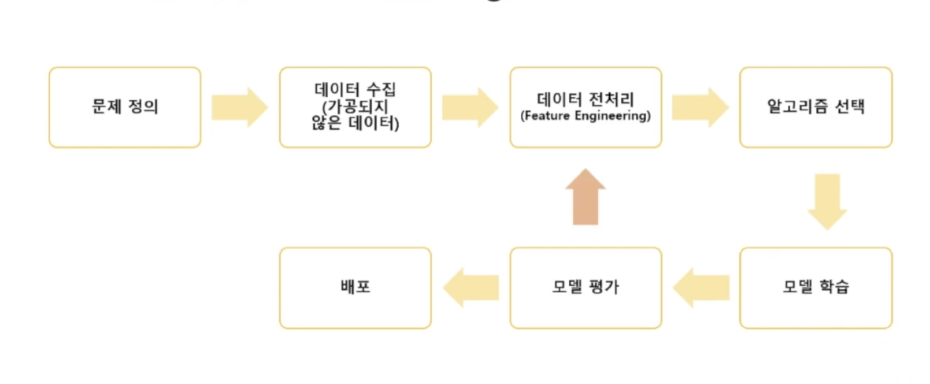 문제 정의
데이터 수집
(가공되지
않은 데이터)
데이터 전처리
(Feature Engineering)
알고리즘 선택
배포
모델 평가
모델 학습